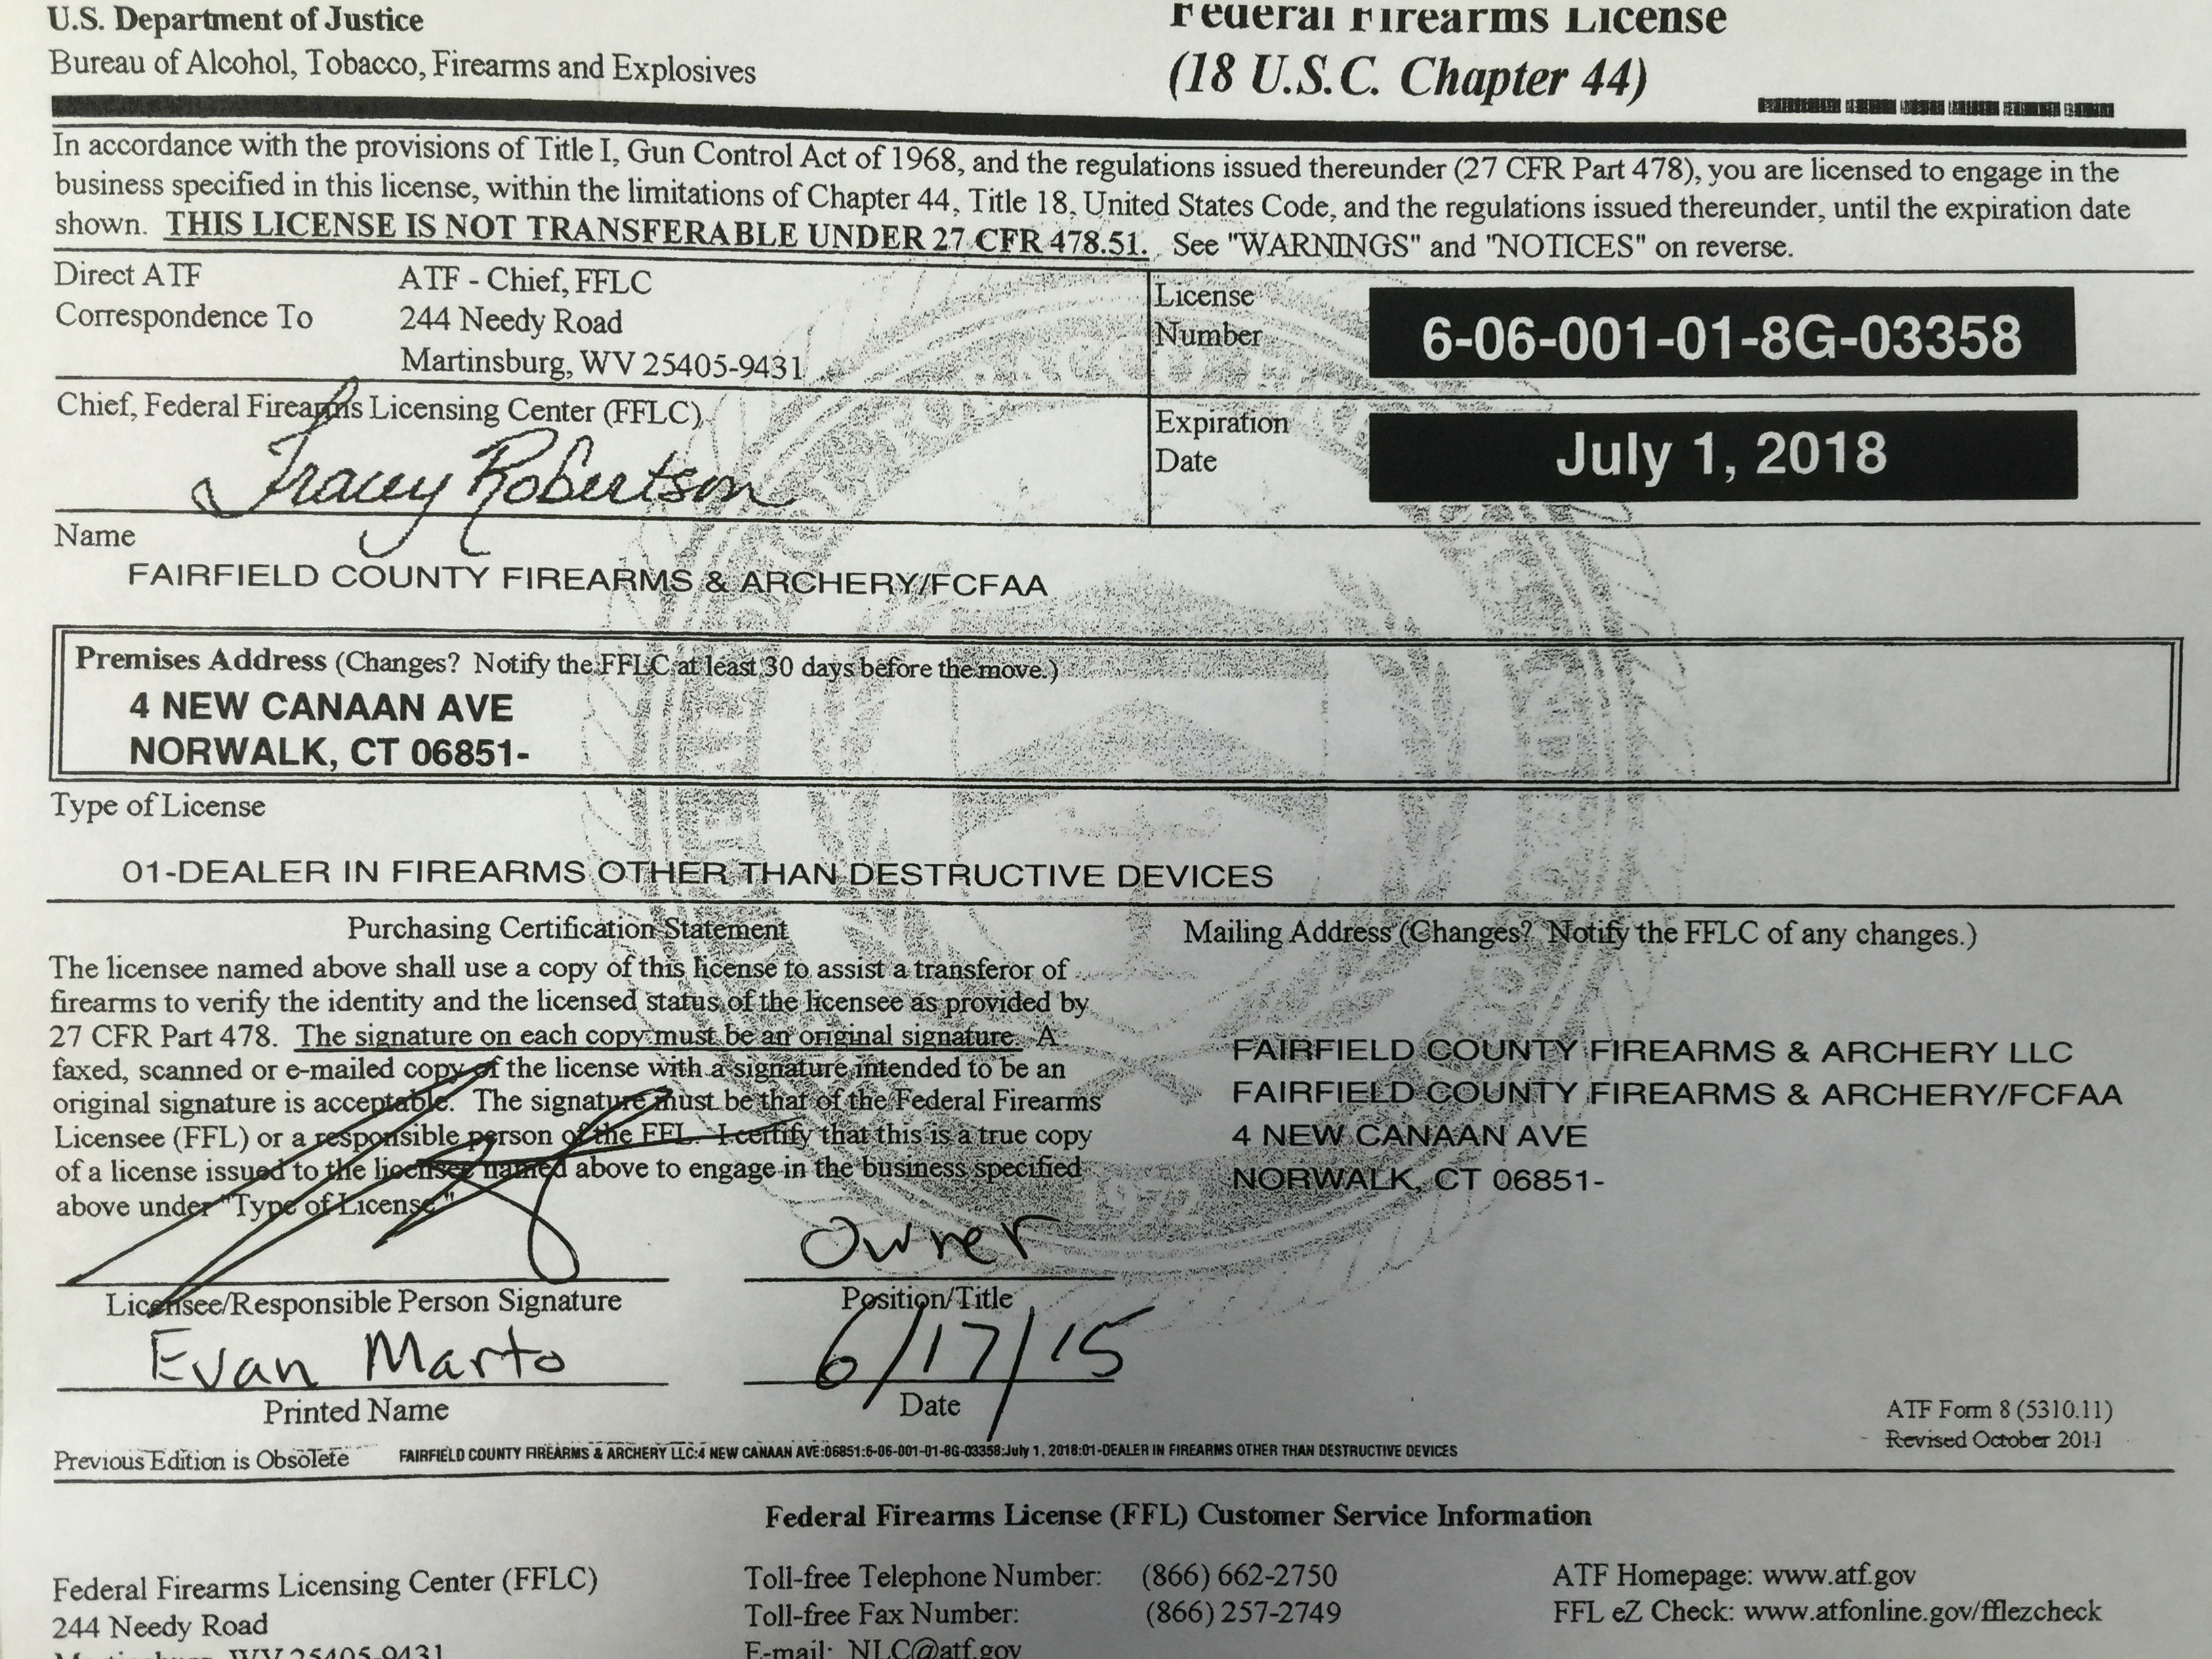 U.S. Department of Justice
Bureau of Alcohol, Tobacco, Firearms and Explosives
Federal Firearms License
(18 U.S.C. Chapter 44)
In accordance with the provisions of Title I, Gun Control Act of 1968, and the regulations issued thereunder (27 CFR Part 478), you are licensed to engage in the
business specified in this license, within the limitations of Chapter 44, Title 18, United States Code, and the regulations issued thereunder, until the expiration date
shown. THIS LICENSE IS NOT TRANSFERABLE UNDER 27 CFR 478.51. See "WARNINGS" and "NOTICES" on reverse.
Direct ATF
Correspondence To
ATF - Chief, FFLC
244 Needy Road
Martinsburg, WV 25405-9431
License
Number
6-06-001-01-8G-03358
Chief, Federal Firearms Licensing Center (FFLC)
Tracey Robertson
Expiration
Date
July 1, 2018
Name
FAIRFIELD COUNTY FIREARMS & ARCHERY/FCFAA
Premises Address (Changes? Notify the FFLC at least 30 days before the move.)
4 NEW CANAAN AVE
NORWALK, CT 06851-
Type of License
01-DEALER IN FIREARMS OTHER THAN DESTRUCTIVE DEVICES
Purchasing Certification Statement
The licensee named above shall use a copy of this license to assist a transferor of
firearms to verify the identity and the licensed status of the licensee as provided by
27 CFR Part 478. The signature on each copy must be an original signature. A
faxed, scanned or e-mailed copy of the license with a signature intended to be an
original signature is acceptable. The signature must be that of the Federal Firearms
Licensee (FFL) or a responsible person of the FFL. I certify that this is a true copy
of a license issued to the licensee named above to engage in the business specified
above under "Type of License."
Mailing Address (Changes? Notify the FFLC of any changes.)
FAIRFIELD COUNTY FIREARMS & ARCHERY LLC
FAIRFIELD COUNTY FIREARMS & ARCHERY/FCFAA
4 NEW CANAAN AVE
NORWALK, CT 06851-
Owner
Licensee/Responsible Person Signature
Position/Title
Evan Marto
6/17/15
Printed Name
Date
ATF Form 8 (5310.11)
Revised October 2011
Previous Edition is Obsolete
FAIRFIELD COUNTY FIREARMS & ARCHERY LLC:4 NEW CANAAN AVE:06851:6-06-001-01-8G-03358:July 1, 2018:01-DEALER IN FIREARMS OTHER THAN DESTRUCTIVE DEVICES
Federal Firearms License (FFL) Customer Service Information
Federal Firearms Licensing Center (FFLC)
244 Needy Road
Martinsburg, WV 25405-9431
Toll-free Telephone Number: (866) 662-2750
Toll-free Fax Number: (866) 257-2749
E-mail: NLC@atf.gov
ATF Homepage: www.atf.gov
FFL eZ Check: www.atfonline.gov/fflezcheck